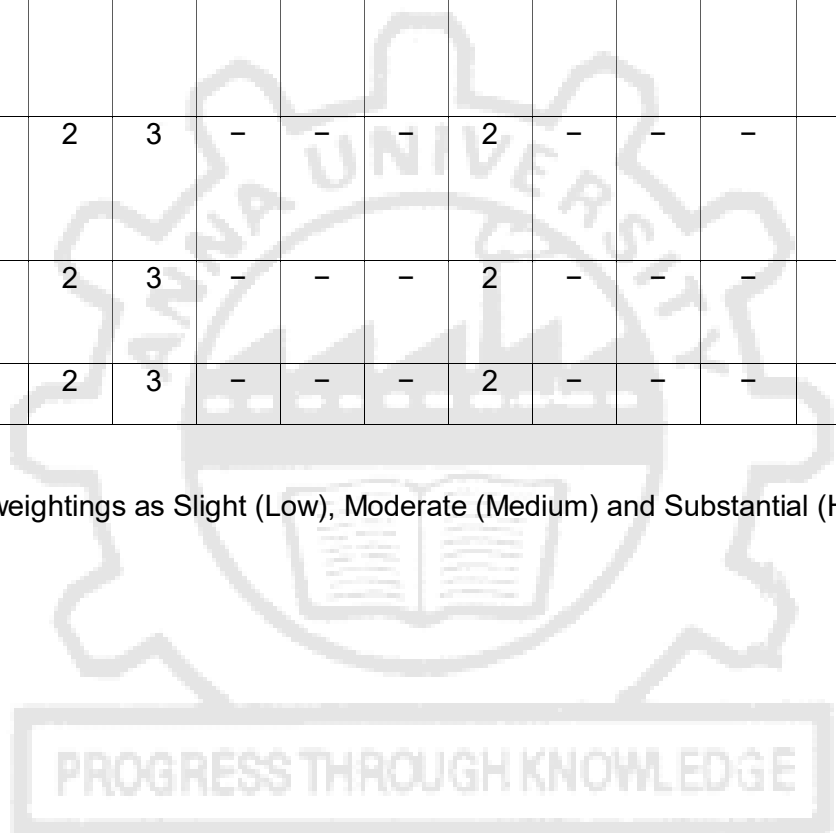 2 3 – – – 2 – – –
ANNA UNIVERSITY
2 3 – – – 2 – – –
2 3 – – – 2 – – –
weightings as Slight (Low), Moderate (Medium) and Substantial (H
PROGRESS THROUGH KNOWLEDGE